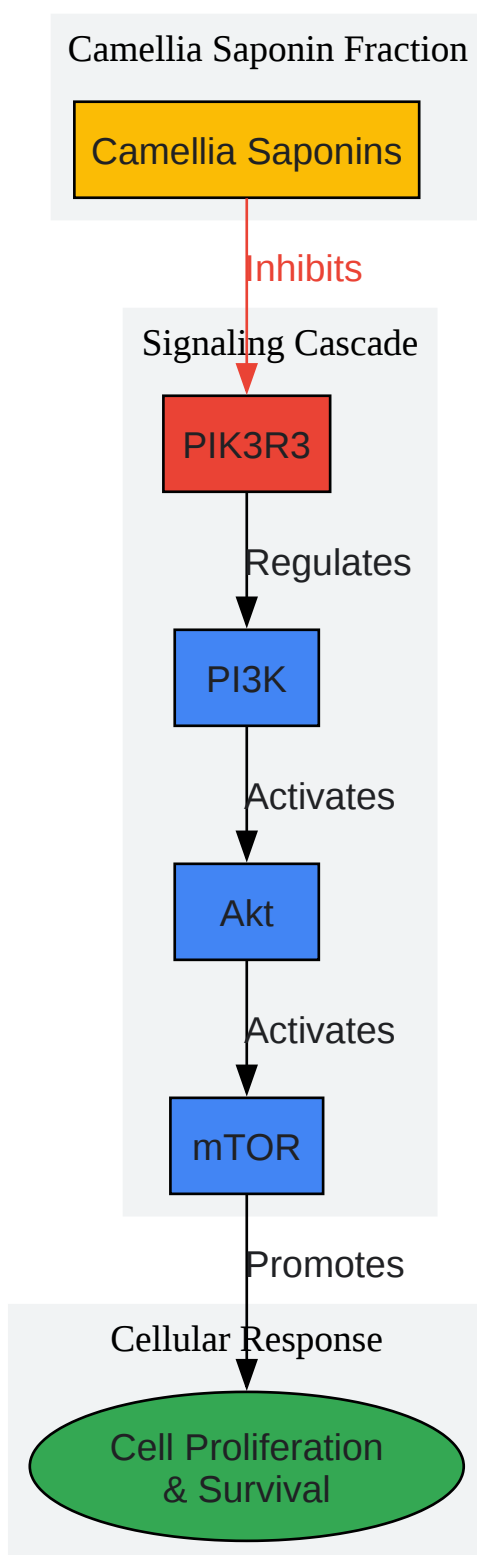 Camellia Saponin Fraction
Camellia Saponins
Inhibits
Signaling Cascade
PIK3R3
Regulates
PI3K
Activates
Akt
Activates
mTOR
Promotes
Cellular Response
Cell Proliferation
& Survival